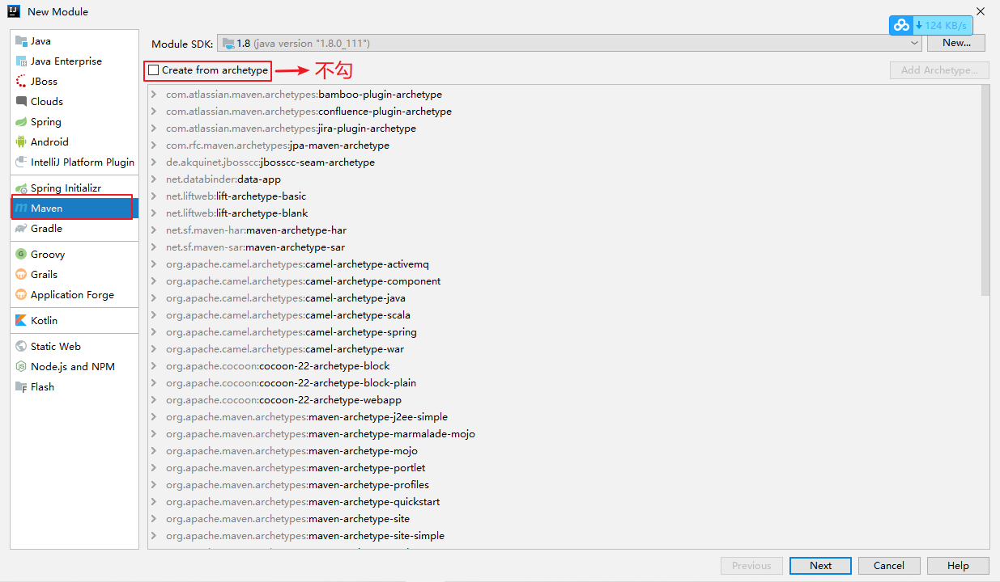 New Module
124 KB/s
Java
Java Enterprise
JBoss
Clouds
Spring
Android
IntelliJ Platform Plugin
Spring Initializr
Maven
Gradle
Groovy
Grails
Application Forge
Kotlin
Static Web
Node.js and NPM
Flash
Module SDK: 1.8 (java version "1.8.0_111") New...
Create from archetype 不勾 Add Archetype...
com.atlassian.maven.archetypes:bamboo-plugin-archetype
com.atlassian.maven.archetypes:confluence-plugin-archetype
com.atlassian.maven.archetypes:jira-plugin-archetype
com.rfc.maven.archetypes:jpa-maven-archetype
de.akquinet.jbosscc:jbosscc-seam-archetype
net.databinder:data-app
net.liftweb:lift-archetype-basic
net.liftweb:lift-archetype-blank
net.sf.maven-har:maven-archetype-har
net.sf.maven-sar:maven-archetype-sar
org.apache.camel.archetypes:camel-archetype-activemq
org.apache.camel.archetypes:camel-archetype-component
org.apache.camel.archetypes:camel-archetype-java
org.apache.camel.archetypes:camel-archetype-scala
org.apache.camel.archetypes:camel-archetype-spring
org.apache.camel.archetypes:camel-archetype-war
org.apache.cocoon:cocoon-22-archetype-block
org.apache.cocoon:cocoon-22-archetype-block-plain
org.apache.cocoon:cocoon-22-archetype-webapp
org.apache.maven.archetypes:maven-archetype-j2ee-simple
org.apache.maven.archetypes:maven-archetype-marmalade-mojo
org.apache.maven.archetypes:maven-archetype-mojo
org.apache.maven.archetypes:maven-archetype-portlet
org.apache.maven.archetypes:maven-archetype-profiles
org.apache.maven.archetypes:maven-archetype-quickstart
org.apache.maven.archetypes:maven-archetype-site
org.apache.maven.archetypes:maven-archetype-site-simple
Previous Next Cancel Help